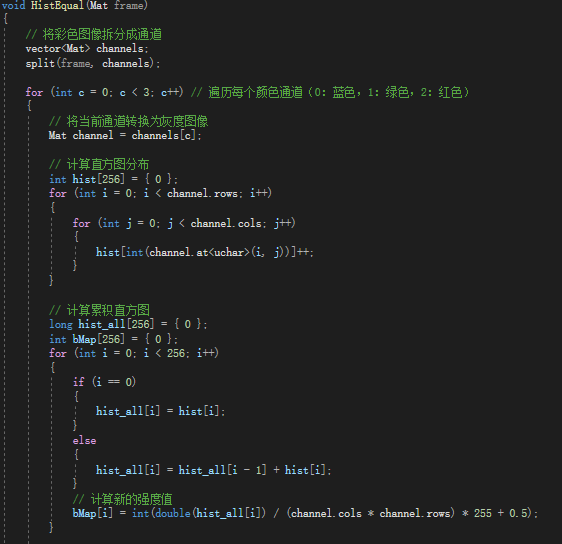 void HistEqual(Mat frame)
{
// 将彩色图像拆分成通道
vector<Mat> channels;
split(frame, channels);
for (int c = 0; c < 3; c++) // 遍历每个颜色通道（0：蓝色，1：绿色，2：红色）
{
// 将当前通道转换为灰度图像
Mat channel = channels[c];
// 计算直方图分布
int hist[256] = { 0 };
for (int i = 0; i < channel.rows; i++)
{
for (int j = 0; j < channel.cols; j++)
{
hist[int(channel.at<uchar>(i, j))]++;
}
}
// 计算累积直方图
long hist_all[256] = { 0 };
int bMap[256] = { 0 };
for (int i = 0; i < 256; i++)
{
if (i == 0)
{
hist_all[i] = hist[i];
}
else
{
hist_all[i] = hist_all[i - 1] + hist[i];
}
// 计算新的强度值
bMap[i] = int(double(hist_all[i]) / (channel.cols * channel.rows) * 255 + 0.5);
}